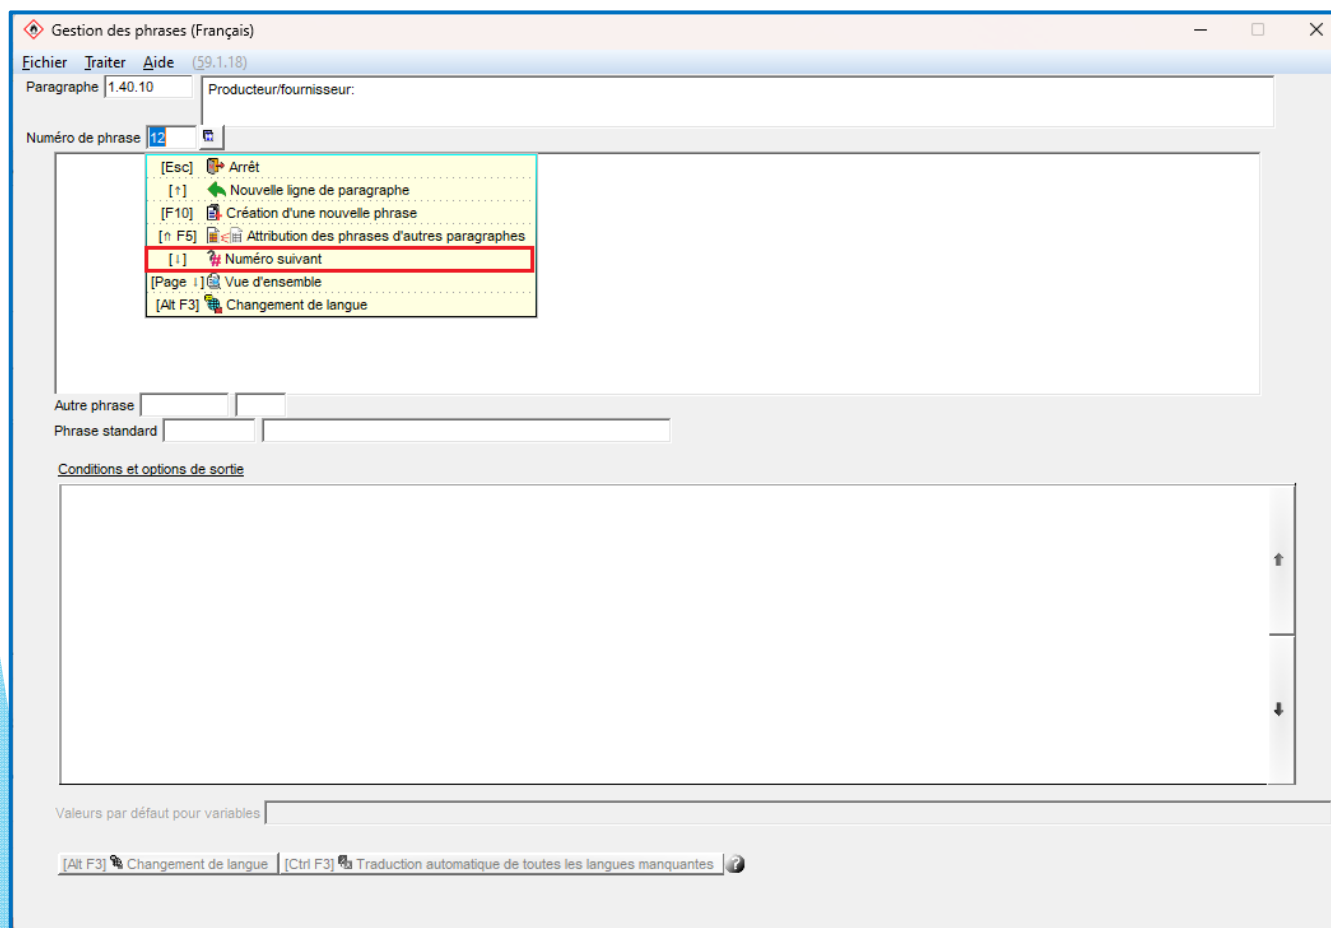 Gestion des phrases (Français)
Fichier Traiter Aide (59.1.18)
Paragraphe 1.40.10 Producteur/fournisseur:
Numéro de phrase 12
[Esc] Arrêt
[↑] Nouvelle ligne de paragraphe
[F10] Création d'une nouvelle phrase
[⇑ F5] Attribution des phrases d'autres paragraphes
[↓] Numéro suivant
[Page ↓] Vue d'ensemble
[Alt F3] Changement de langue
Autre phrase
Phrase standard
Conditions et options de sortie
Valeurs par défaut pour variables
[Alt F3] Changement de langue [Ctrl F3] Traduction automatique de toutes les langues manquantes ?